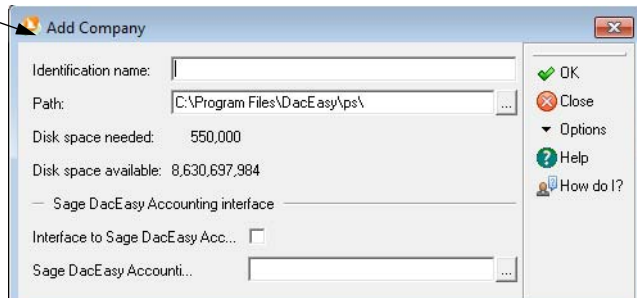 Add Company
Identification name:
Path: C:\Program Files\DacEasy\ps\ ...
Disk space needed: 550,000
Disk space available: 8,630,697,984
Sage DacEasy Accounting interface
Interface to Sage DacEasy Acc...
Sage DacEasy Accounti... ...
OK
Close
Options
Help
How do I?